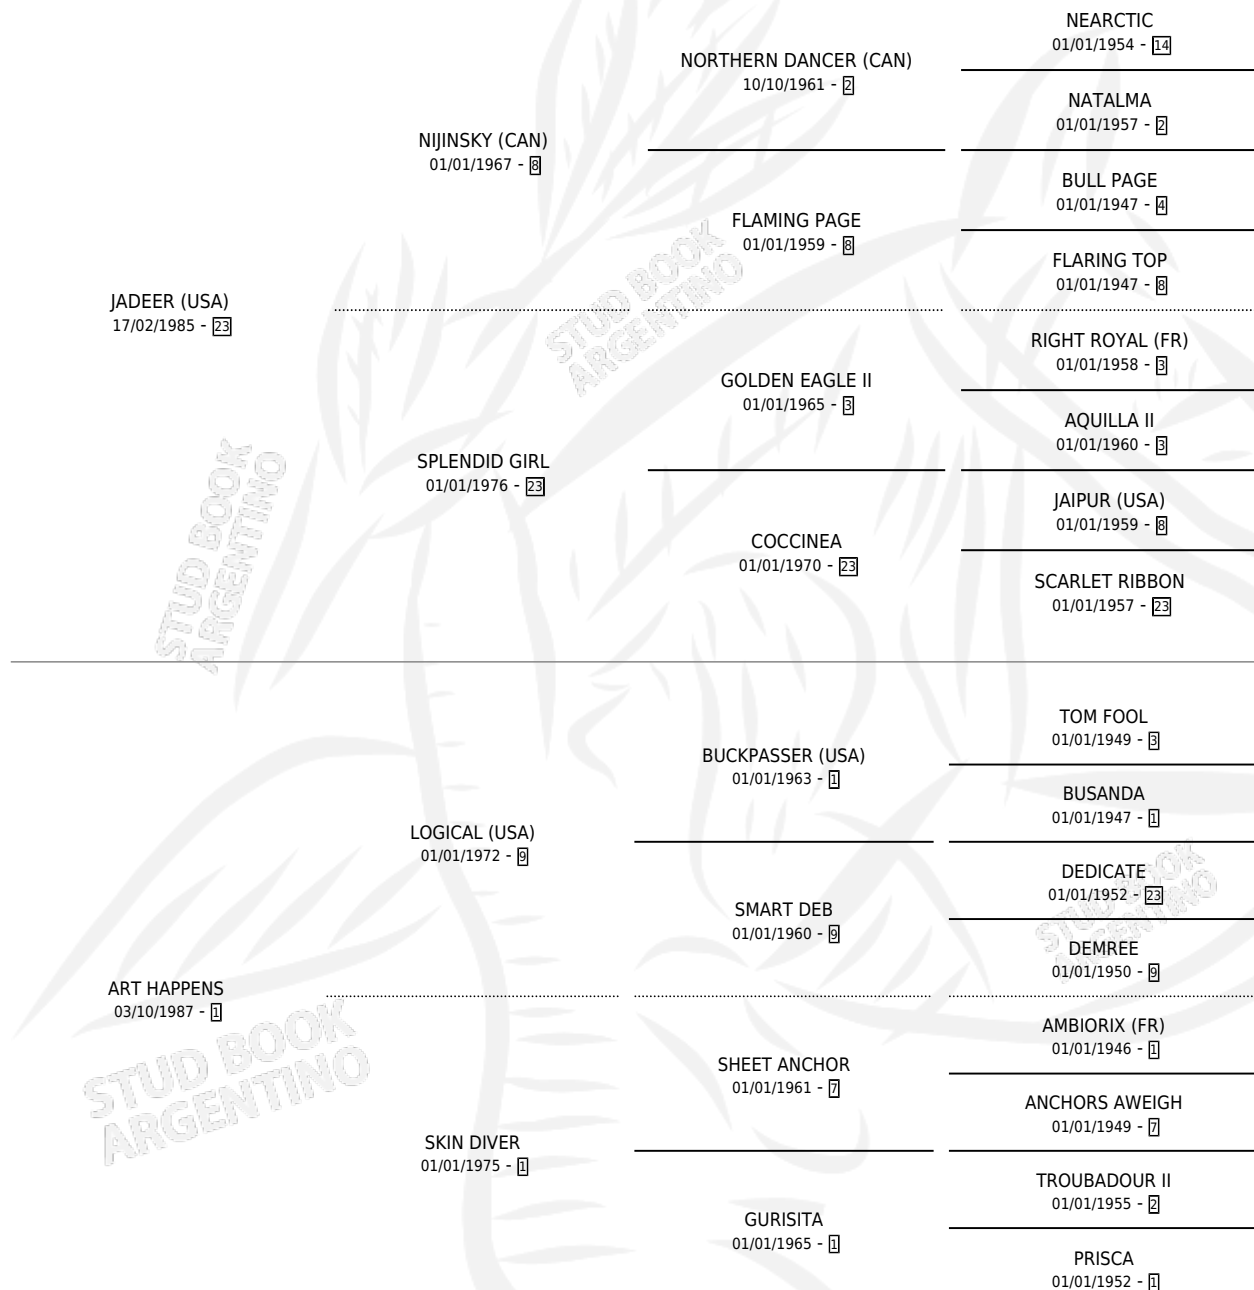 NEARCTIC
01/01/1954 - 14
NORTHERN DANCER (CAN)
10/10/1961 - 2
NATALMA
01/01/1957 - 2
NIJINSKY (CAN)
01/01/1967 - 8
BULL PAGE
01/01/1947 - 4
FLAMING PAGE
01/01/1959 - 8
FLARING TOP
01/01/1947 - 8
JADEER (USA)
17/02/1985 - 23
RIGHT ROYAL (FR)
01/01/1958 - 3
GOLDEN EAGLE II
01/01/1965 - 3
AQUILLA II
01/01/1960 - 3
SPLENDID GIRL
01/01/1976 - 23
JAIPUR (USA)
01/01/1959 - 8
COCCINEA
01/01/1970 - 23
SCARLET RIBBON
01/01/1957 - 23
TOM FOOL
01/01/1949 - 3
BUCKPASSER (USA)
01/01/1963 - 1
BUSANDA
01/01/1947 - 1
LOGICAL (USA)
01/01/1972 - 9
DEDICATE
01/01/1952 - 23
SMART DEB
01/01/1960 - 9
DEMREE
01/01/1950 - 9
ART HAPPENS
03/10/1987 - 1
AMBIORIX (FR)
01/01/1946 - 1
SHEET ANCHOR
01/01/1961 - 7
ANCHORS AWEIGH
01/01/1949 - 7
SKIN DIVER
01/01/1975 - 1
TROUBADOUR II
01/01/1955 - 2
GURISITA
01/01/1965 - 1
PRISCA
01/01/1952 - 1
STUD BOOK
ARGENTINO
STUD BOOK
ARGENTINO
STUD BOOK
ARGENTINO
STUD BOOK
ARGENTINO